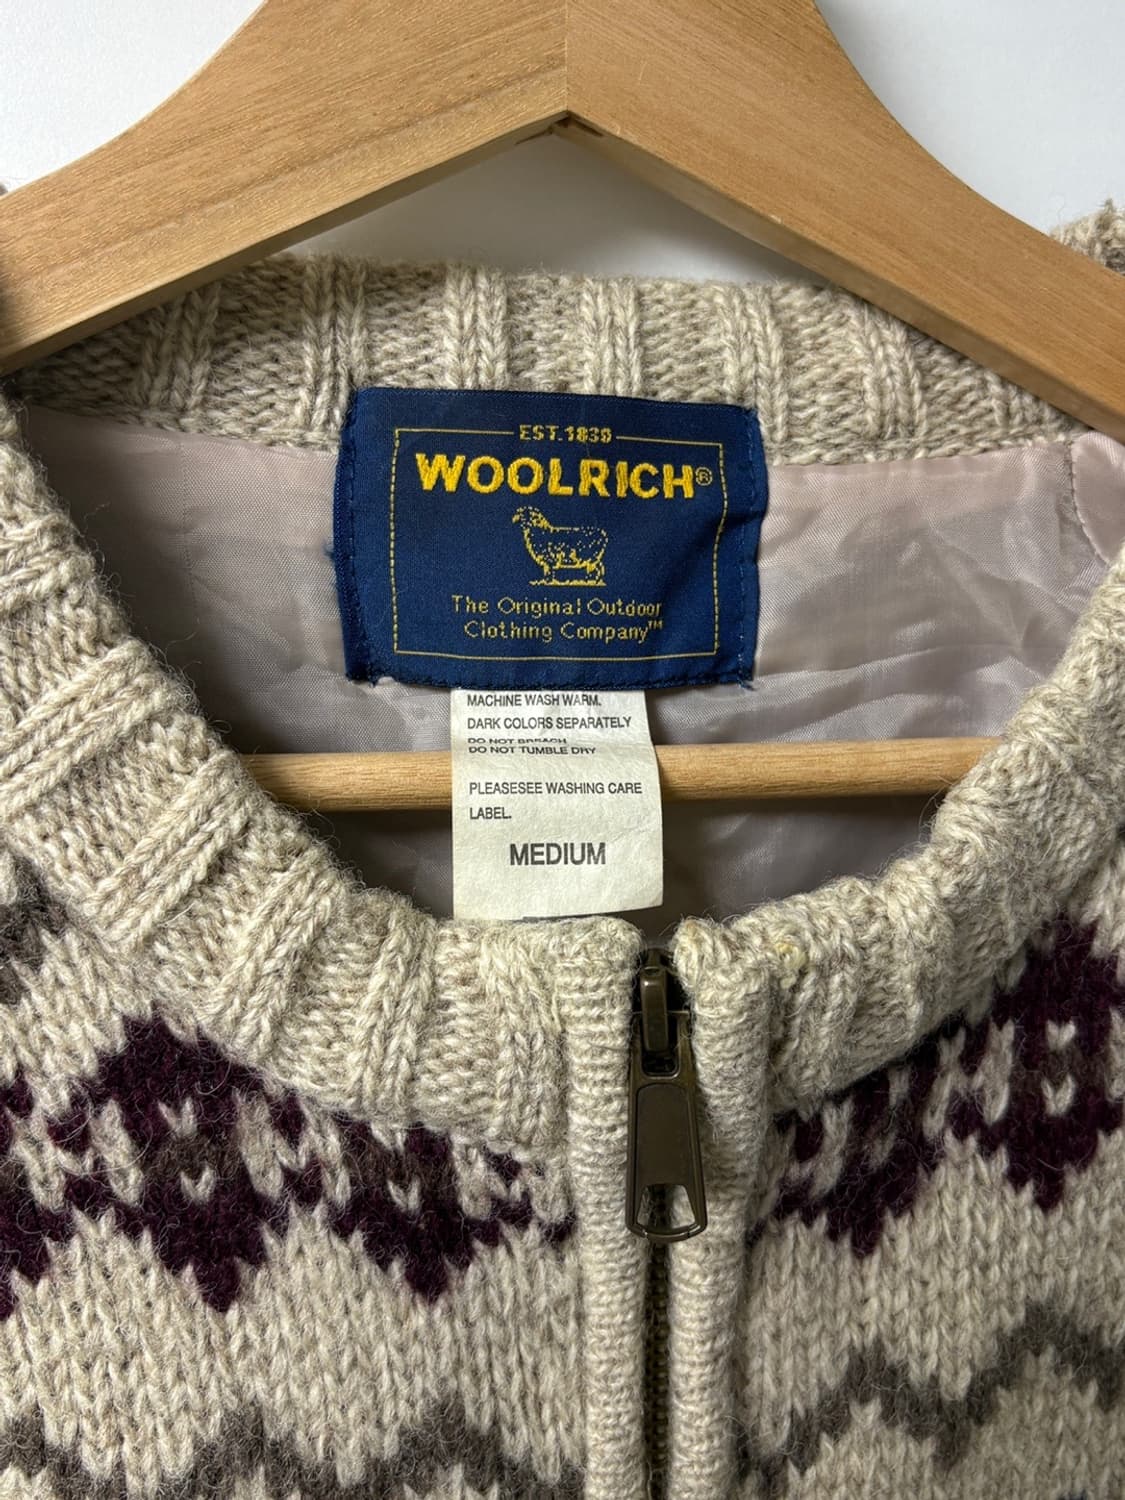 EST. 1830
WOOLRICH®
The Original Outdoor
Clothing Company™
MACHINE WASH WARM.
DARK COLORS SEPARATELY
DO NOT BREACH
DO NOT TUMBLE DRY
PLEASESEE WASHING CARE
LABEL.
MEDIUM